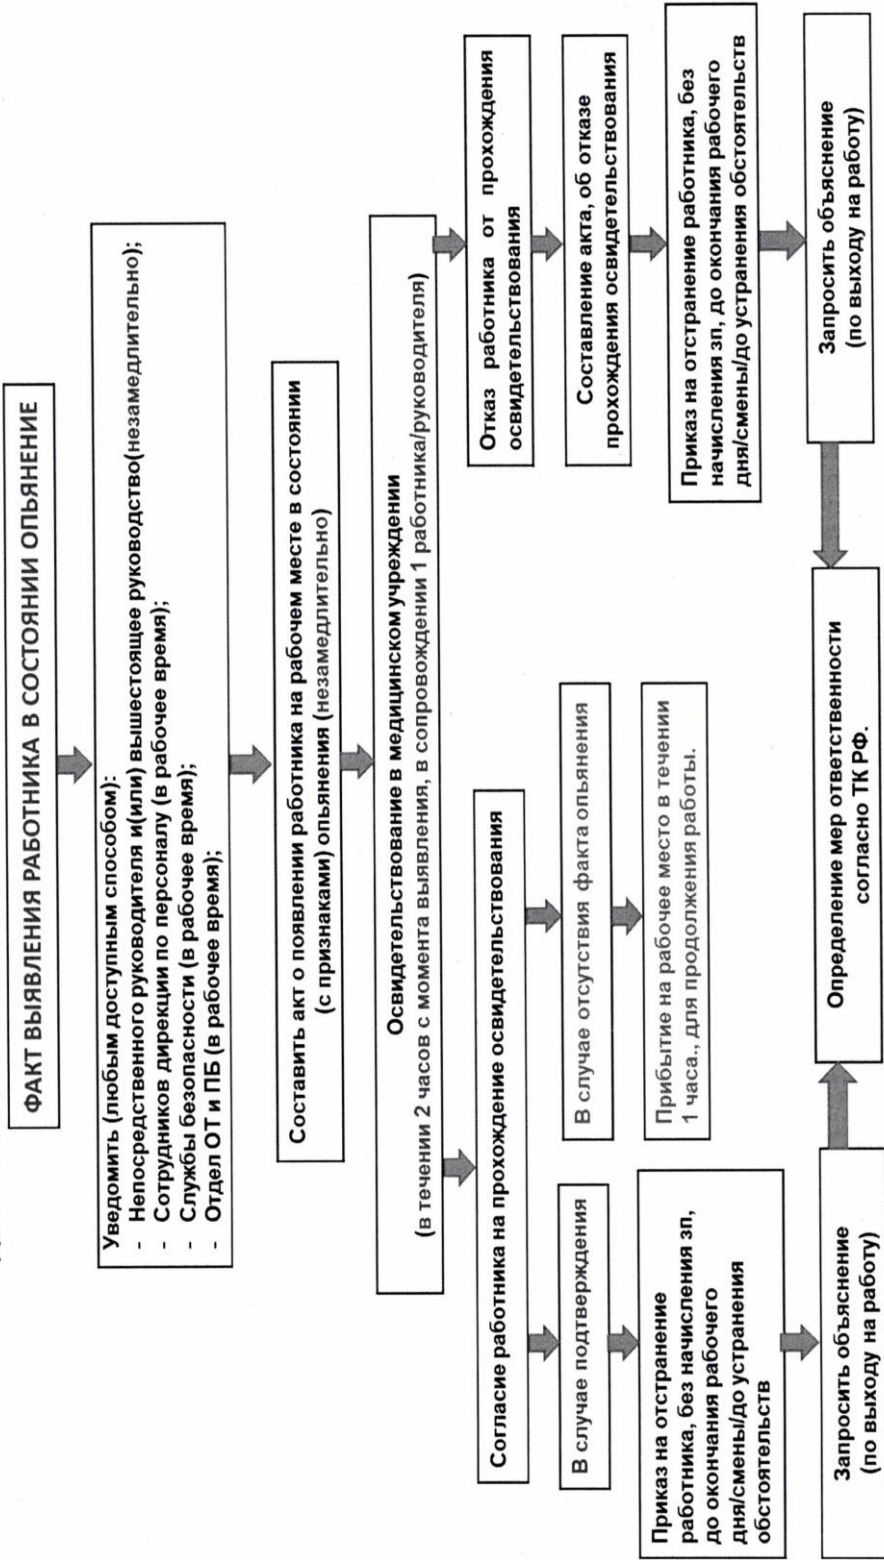 ФАКТ ВЫЯВЛЕНИЯ РАБОТНИКА В СОСТОЯНИИ ОПЬЯНЕНИЕ
Уведомить (любым доступным способом):
- Непосредственного руководителя и(или) вышестоящее руководство(незамедлительно);
- Сотрудников дирекции по персоналу (в рабочее время);
- Службы безопасности (в рабочее время);
- Отдел ОТ и ПБ (в рабочее время);
Составить акт о появлении работника на рабочем месте в состоянии
(с признаками) опьянения (незамедлительно)
Освидетельствование в медицинском учреждении
(в течении 2 часов с момента выявления, в сопровождении 1 работника/руководителя)
Согласие работника на прохождение освидетельствования
В случае подтверждения
Приказ на отстранение
работника, без начисления зп,
до окончания рабочего
дня/смены/до устранения
обстоятельств
Запросить объяснение
(по выходу на работу)
В случае отсутствия факта опьянения
Прибытие на рабочее место в течении
1 часа., для продолжения работы.
Отказ работника от прохождения
освидетельствования
Составление акта, об отказе
прохождения освидетельствования
Приказ на отстранение работника, без
начисления зп, до окончания рабочего
дня/смены/до устранения обстоятельств
Запросить объяснение
(по выходу на работу)
Определение мер ответственности
согласно ТК РФ.